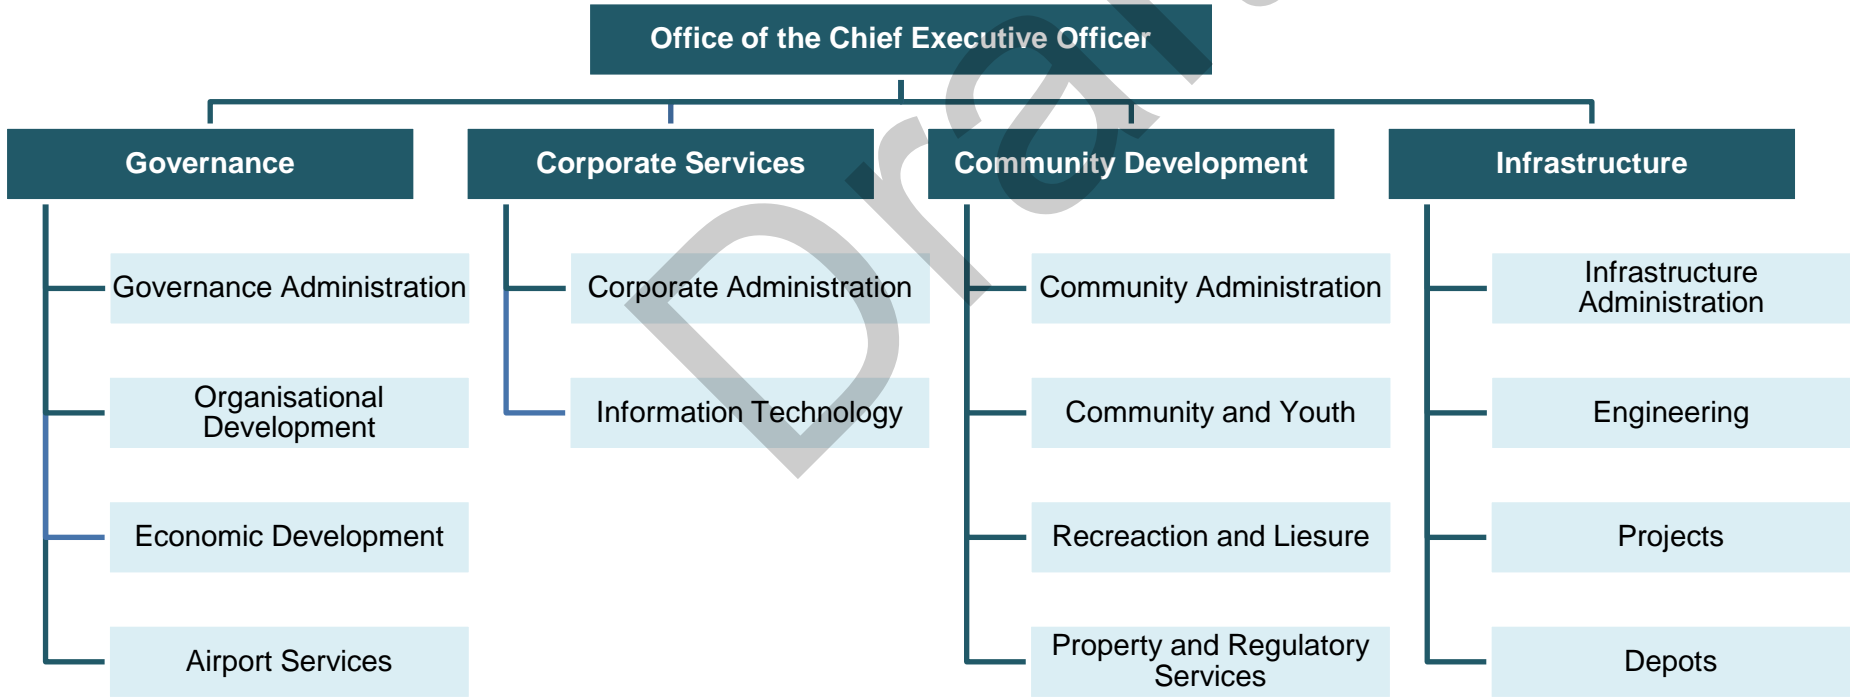 Office of the Chief Executive Officer
Governance
Corporate Services
Community Development
Infrastructure
Governance Administration
Corporate Administration
Community Administration
Infrastructure
Administration
Organisational
Development
Information Technology
Community and Youth
Engineering
Economic Development
Recreaction and Liesure
Projects
Airport Services
Property and Regulatory
Services
Depots